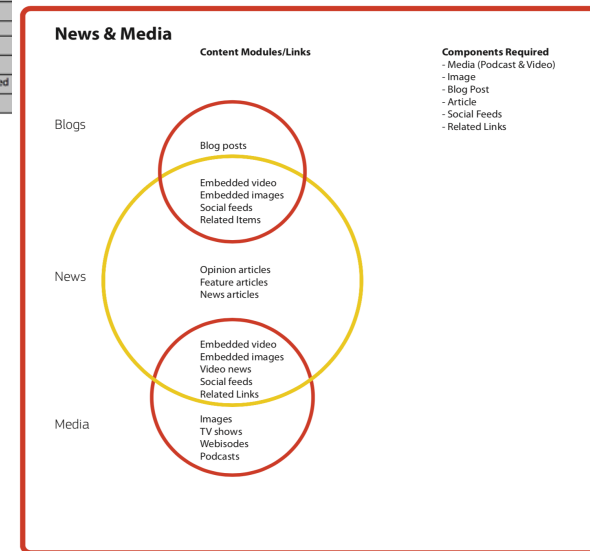 ed
News & Media
Content Modules/Links
Components Required
- Media (Podcast & Video)
- Image
- Blog Post
- Article
- Social Feeds
- Related Links
Blogs
Blog posts
Embedded video
Embedded images
Social feeds
Related Items
News
Opinion articles
Feature articles
News articles
Embedded video
Embedded images
Video news
Social feeds
Related Links
Media
Images
TV shows
Webisodes
Podcasts